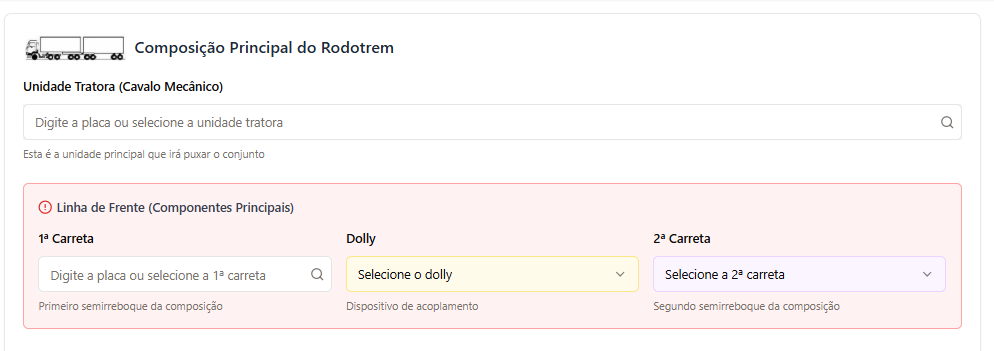 Composição Principal do Rodotrem
Unidade Tratora (Cavalo Mecânico)
Digite a placa ou selecione a unidade tratora
Esta é a unidade principal que irá puxar o conjunto
Linha de Frente (Componentes Principais)
1ª Carreta Dolly 2ª Carreta
Digite a placa ou selecione a 1ª carreta Selecione o dolly Selecione a 2ª carreta
Primeiro semirreboque da composição Dispositivo de acoplamento Segundo semirreboque da composição